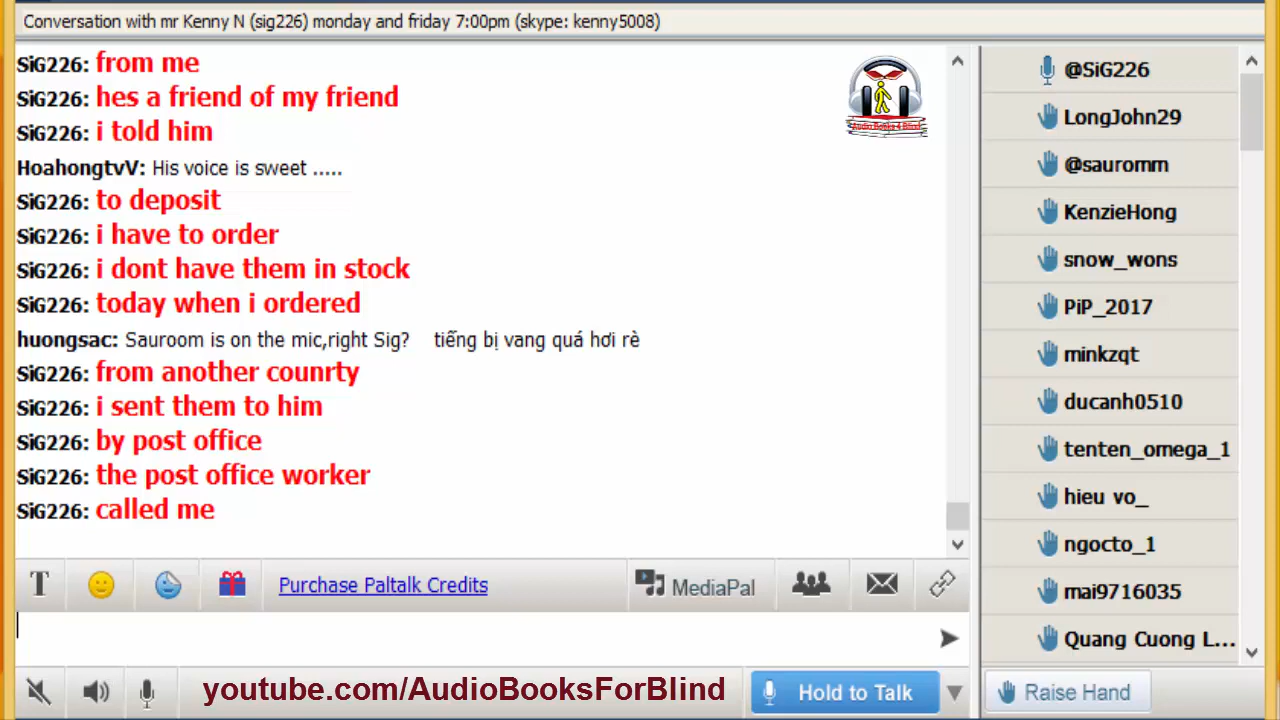 Conversation with mr Kenny N (sig226) monday and friday 7:00pm (skype: kenny5008)
SiG226: from me
SiG226: hes a friend of my friend
SiG226: i told him
HoahongtvV: His voice is sweet .....
SiG226: to deposit
SiG226: i have to order
SiG226: i dont have them in stock
SiG226: today when i ordered
huongsac: Sauroom is on the mic,right Sig? tiếng bị vang quá hơi rè
SiG226: from another counrty
SiG226: i sent them to him
SiG226: by post office
SiG226: the post office worker
SiG226: called me
Audio Books 4 Blind
@SiG226
LongJohn29
@sauromm
KenzieHong
snow_wons
PiP_2017
minkzqt
ducanh0510
tenten_omega_1
hieu vo_
ngocto_1
mai9716035
Quang Cuong L...
T
Purchase Paltalk Credits
MediaPal
youtube.com/AudioBooksForBlind
Hold to Talk
Raise Hand